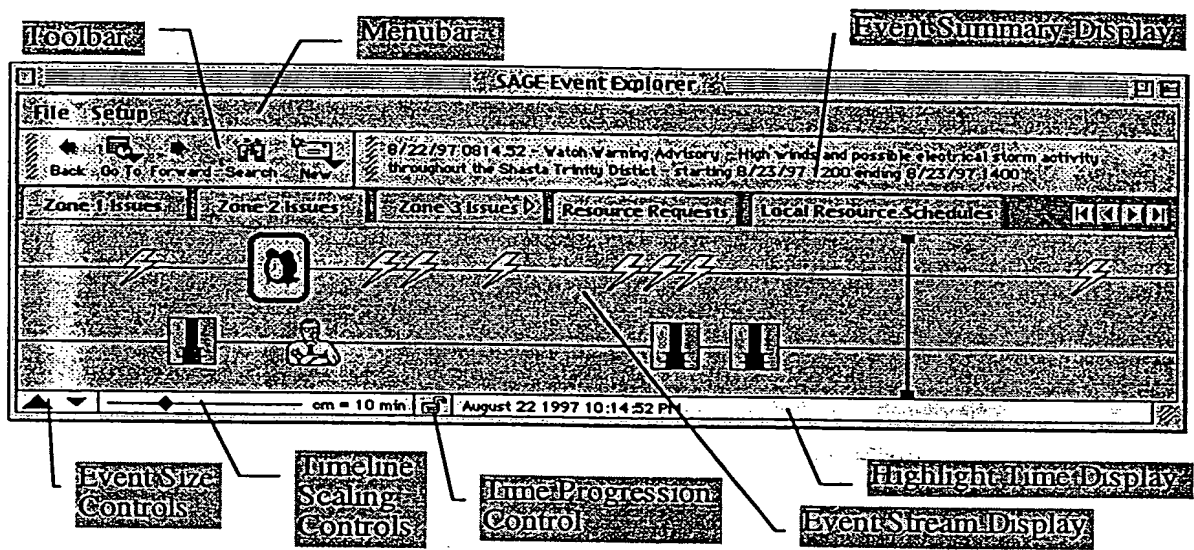 Toolbar
Menubar
Event Summary Display
SAGE Event Explorer
File Setup
Back Go To Forward Search New
8/22/97 0814.52 - Watch Warning Advisory - High winds and possible electrical storm activity
throughout the Shasta Trinity Distict - starting 8/23/97 1200 ending 8/23/97 1400
Zone 1 Issues Zone 2 Issues Zone 3 Issues Resource Requests Local Resource Schedules
cm = 10 min August 22 1997 10:14:52 PM
Event Size
Controls
Timeline
Scaling
Controls
Time Progression
Control
Highlight Time Display
Event Stream Display